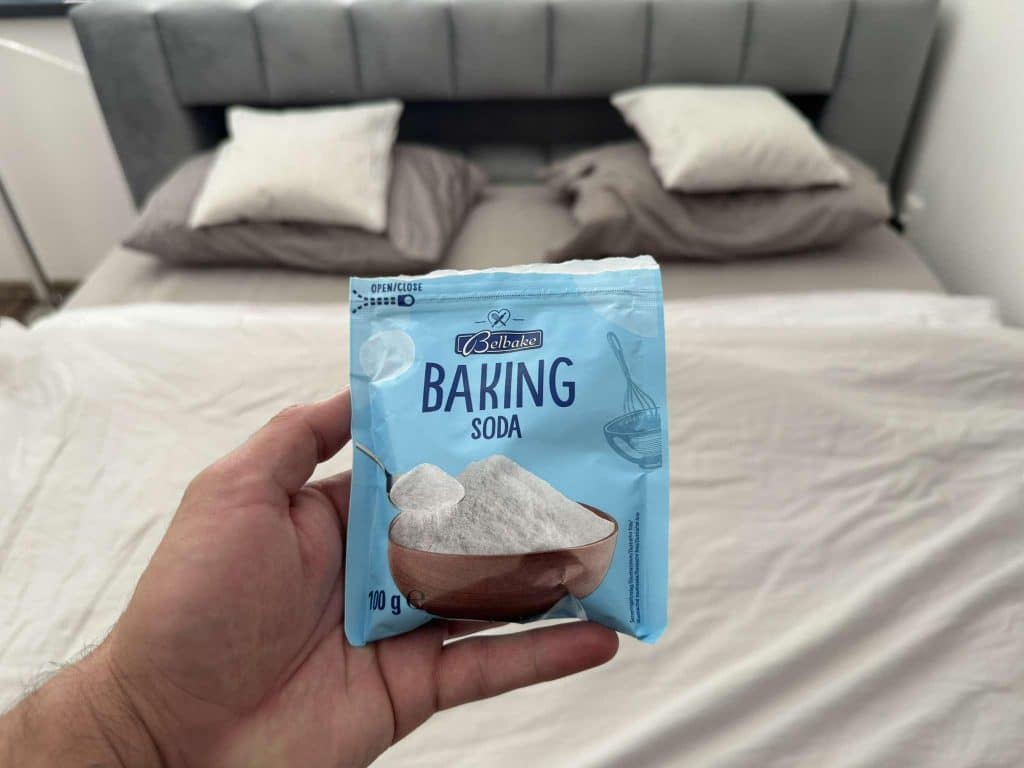 OPEN/CLOSE
Belbake
BAKING
SODA
100 g e